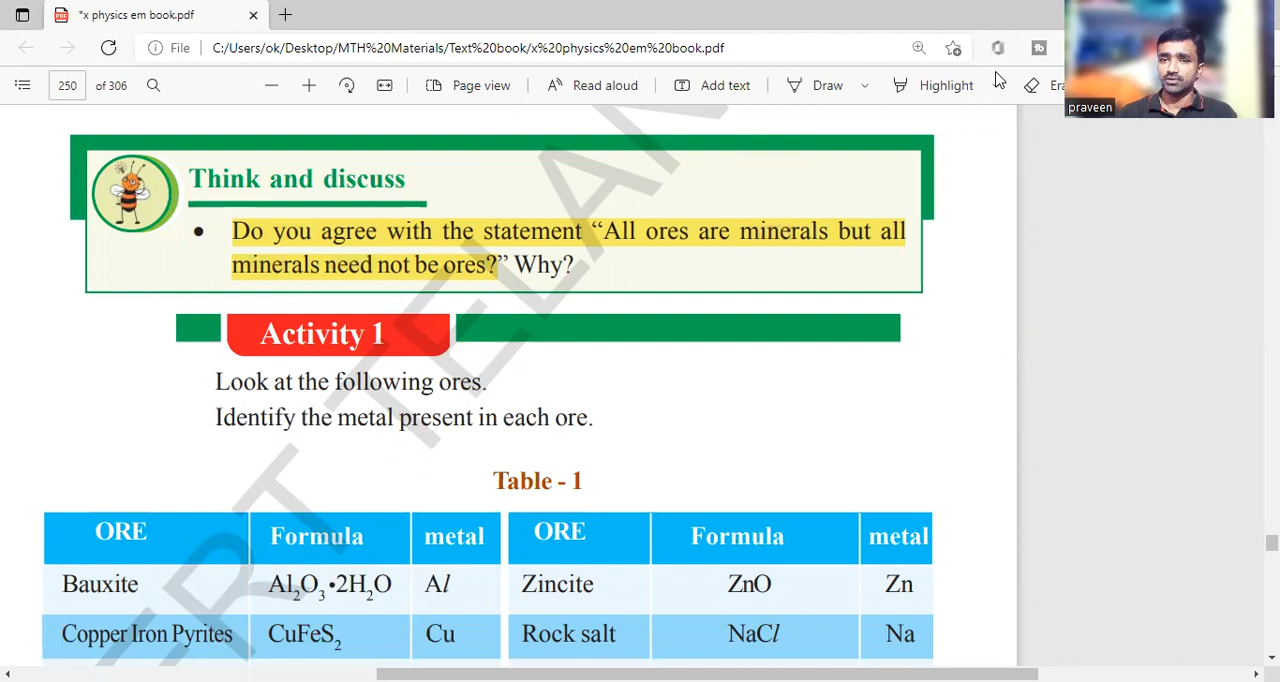 *x physics em book.pdf
File C:/Users/ok/Desktop/MTH%20Materials/Text%20book/x%20physics%20em%20book.pdf
250 of 306 Page view Read aloud Add text Draw Highlight Era
praveen
Think and discuss
• Do you agree with the statement “All ores are minerals but all
minerals need not be ores?” Why?
Activity 1
Look at the following ores.
Identify the metal present in each ore.
Table - 1
ORE Formula metal ORE Formula metal
Bauxite Al₂O₃•2H₂O Al Zincite ZnO Zn
Copper Iron Pyrites CuFeS₂ Cu Rock salt NaCl Na
ERT TELAN